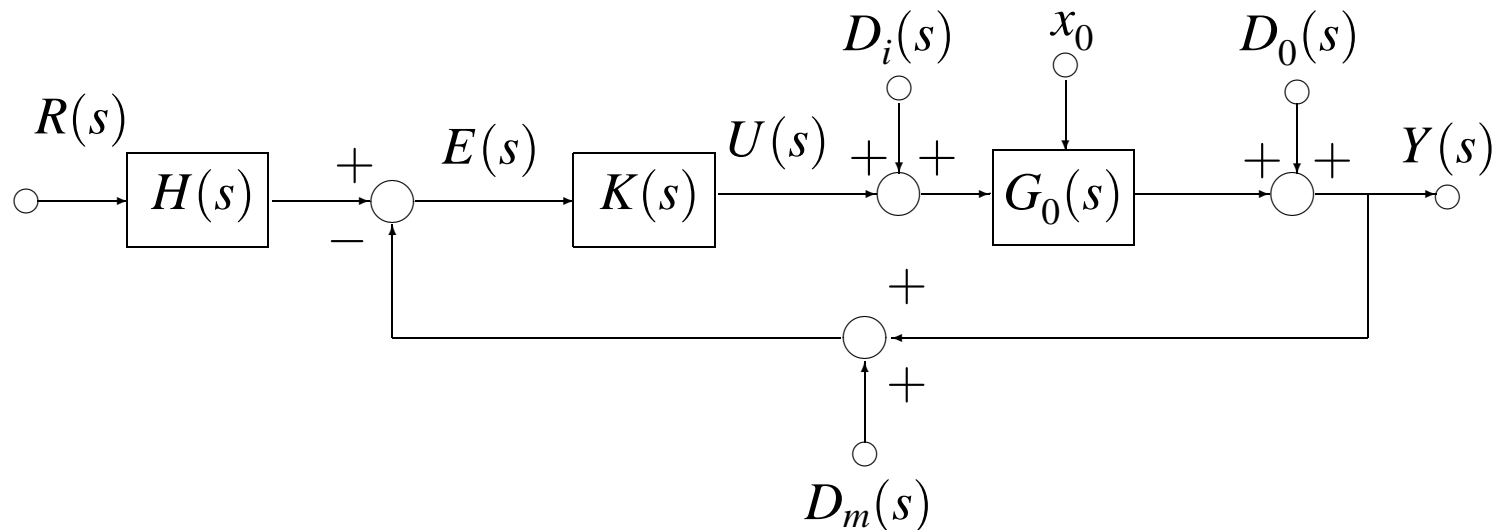 D_i(s)
x_0
D_0(s)
R(s)
H(s)
+
−
E(s)
K(s)
U(s)
+ +
G_0(s)
+ +
Y(s)
+
+
D_m(s)